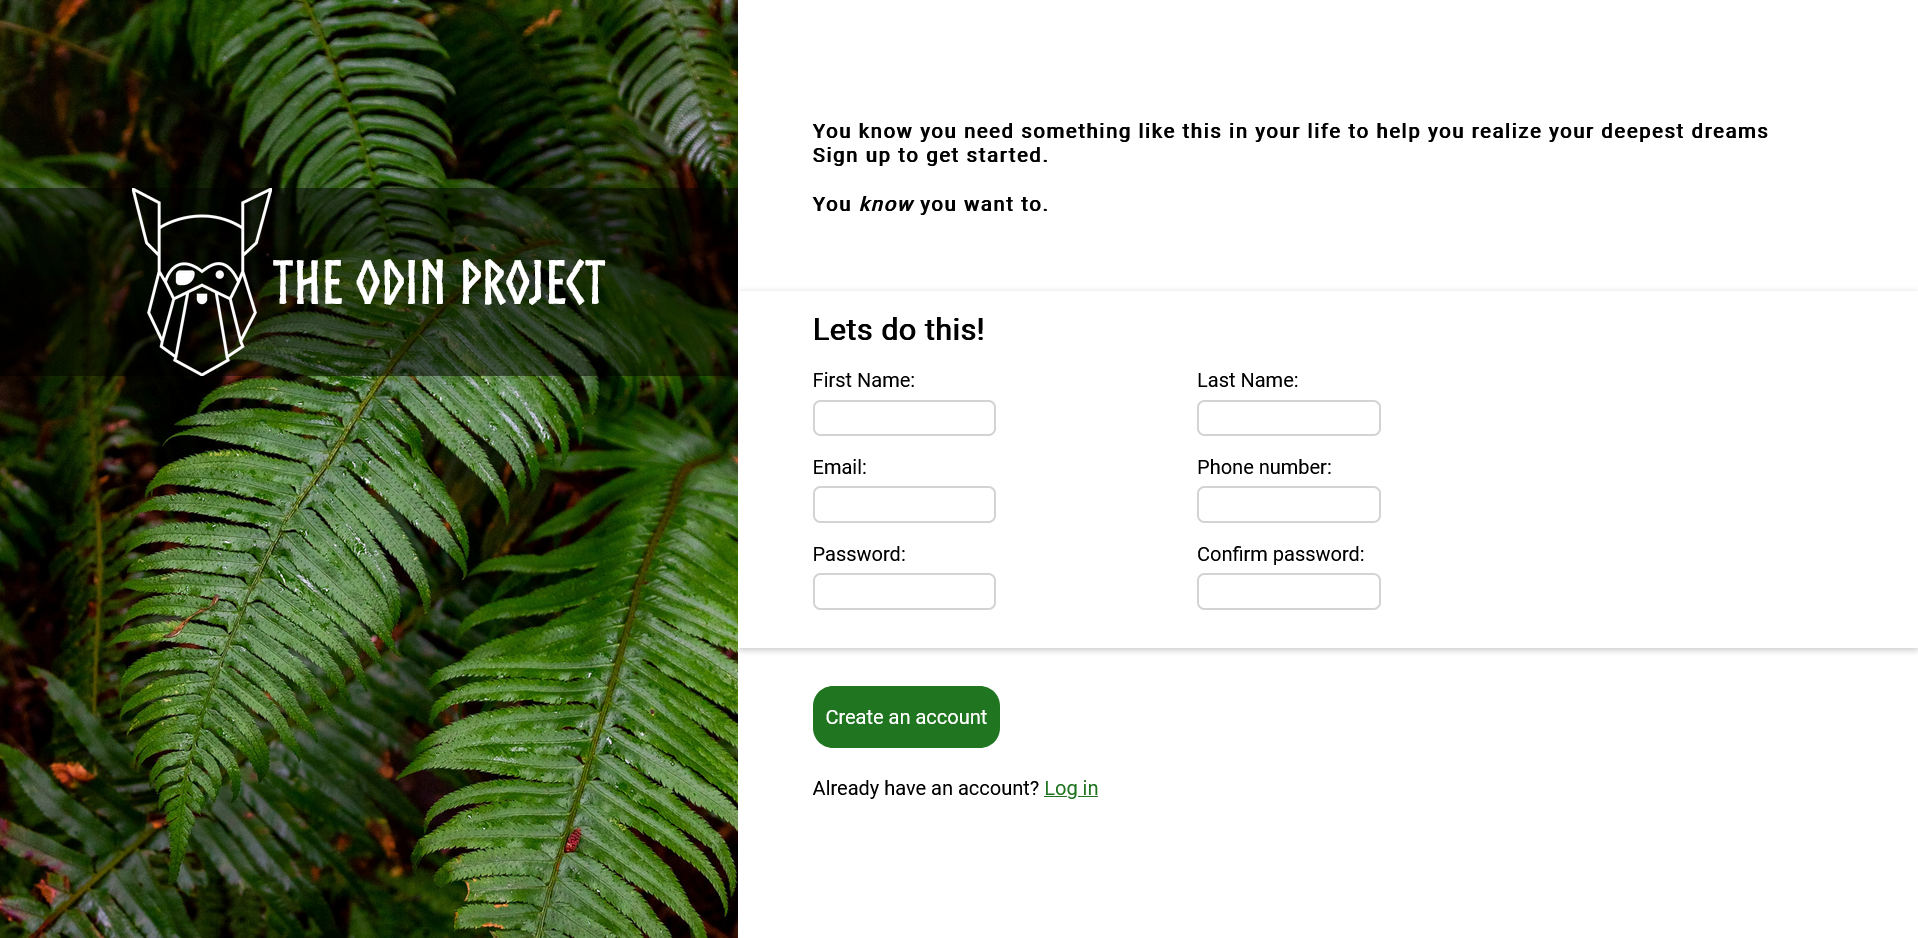 THE ODIN PROJECT
You know you need something like this in your life to help you realize your deepest dreams
Sign up to get started.
You know you want to.
Lets do this!
First Name:
Last Name:
Email:
Phone number:
Password:
Confirm password:
Create an account
Already have an account? Log in